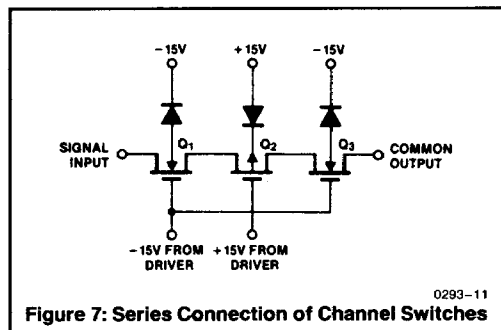 −15V +15V −15V
Q1 Q2 Q3
SIGNAL INPUT COMMON OUTPUT
−15V FROM DRIVER +15V FROM DRIVER
0293–11
Figure 7: Series Connection of Channel Switches